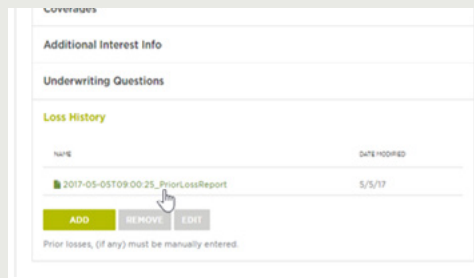 Coverages
Additional Interest Info
Underwriting Questions
Loss History
NAME DATE MODIFIED
2017-05-05T09:00:25_PriorLossReport 5/5/17
ADD REMOVE EDIT
Prior losses, (if any) must be manually entered.